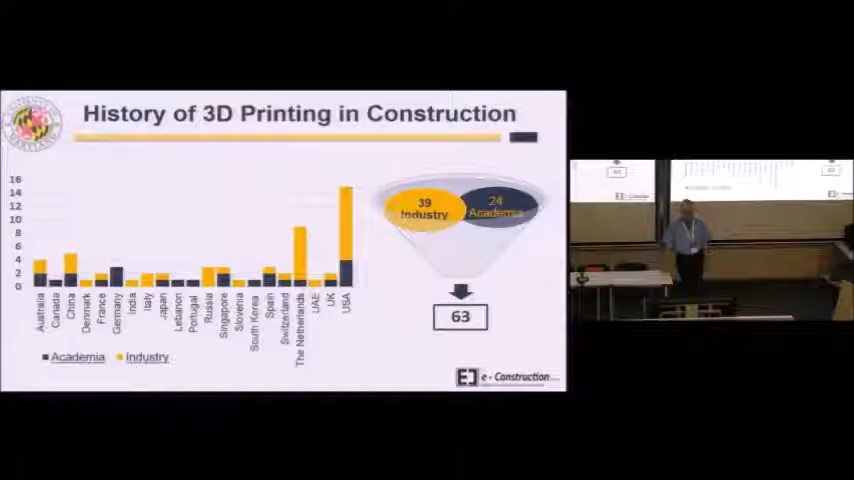 History of 3D Printing in Construction
16
14
12
10
8
6
4
2
0
Australia
Canada
China
Denmark
France
Germany
India
Italy
Japan
Lebanon
Portugal
Russia
Singapore
Slovenia
South Korea
Spain
Switzerland
The Netherlands
UAE
UK
USA
Academia Industry
39
Industry
24
Academia
63
e - Construction